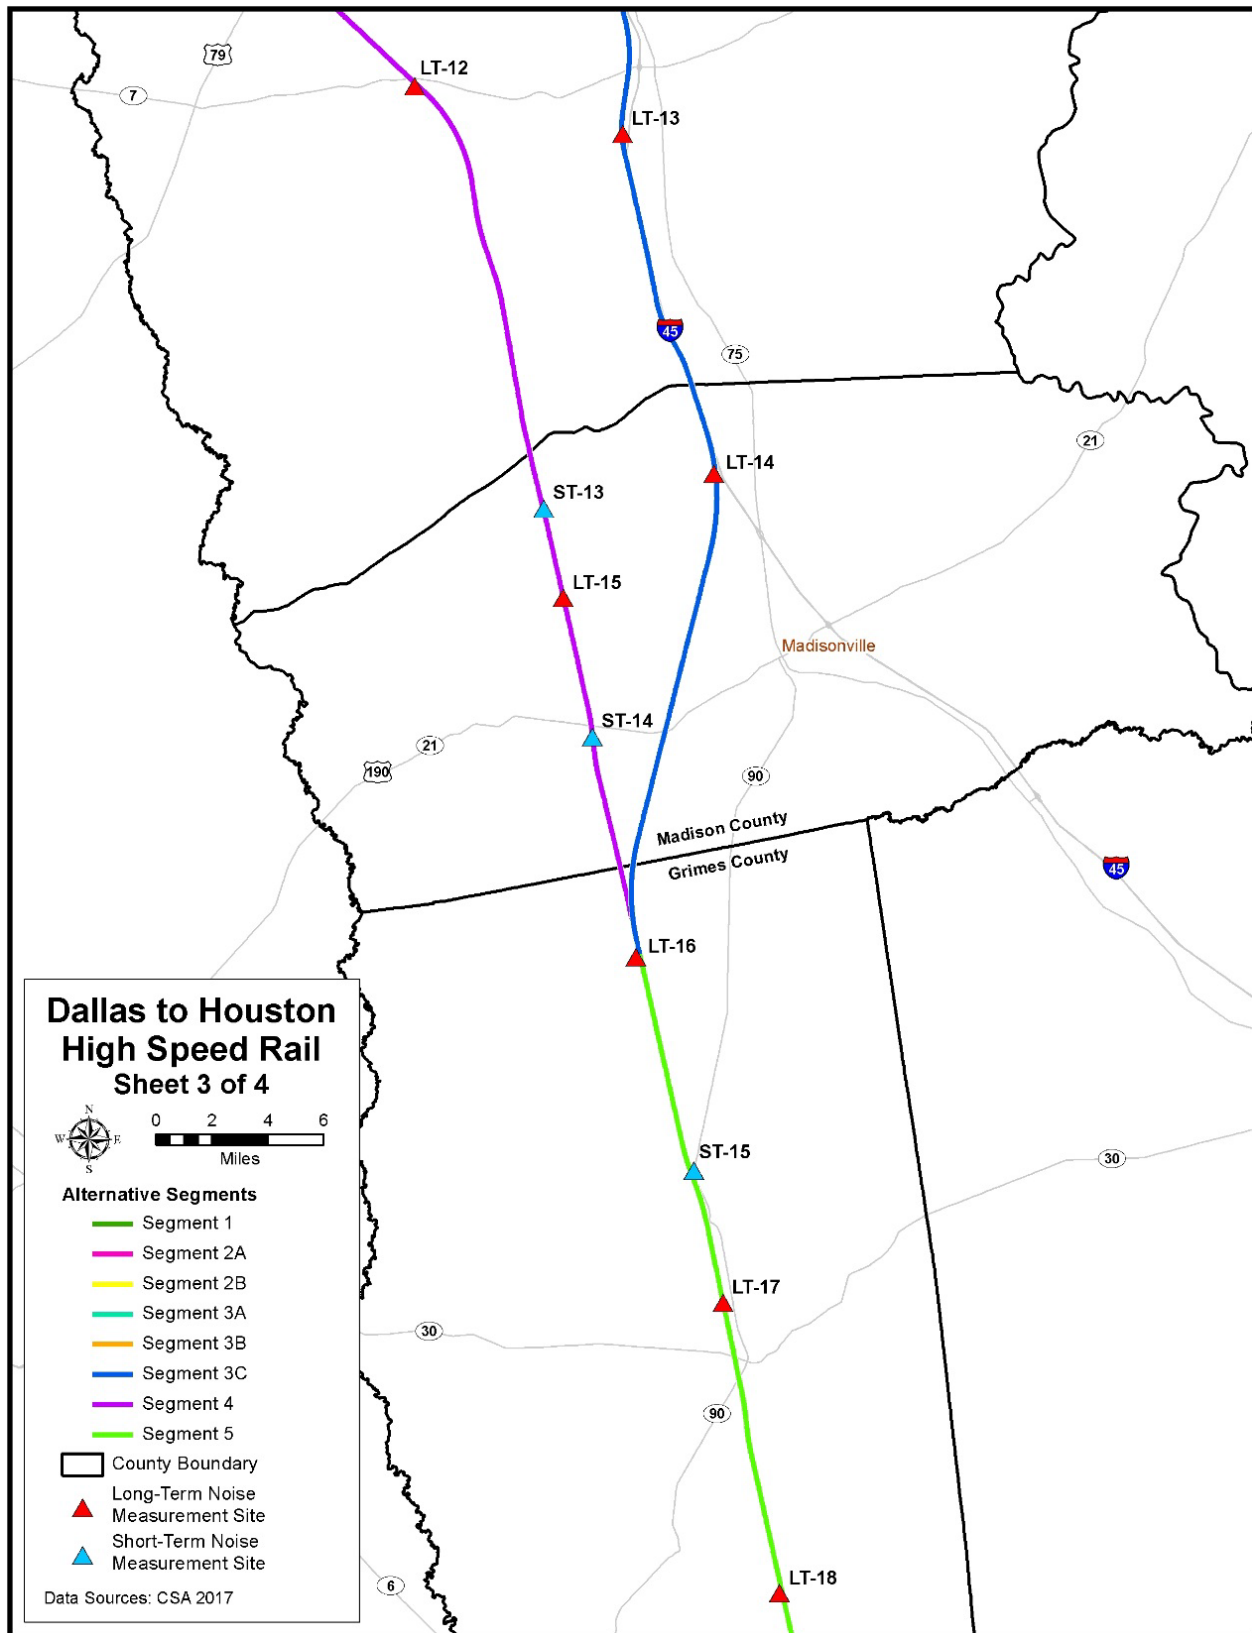 79
LT-12
7
LT-13
45
75
21
LT-14
ST-13
LT-15
Madisonville
ST-14
21
190
90
Madison County
Grimes County
45
LT-16
Dallas to Houston
High Speed Rail
Sheet 3 of 4
N
W E
S
0 2 4 6
Miles
ST-15
30
Alternative Segments
Segment 1
Segment 2A
Segment 2B
Segment 3A
Segment 3B
Segment 3C
Segment 4
Segment 5
County Boundary
Long-Term Noise
Measurement Site
Short-Term Noise
Measurement Site
Data Sources: CSA 2017
LT-17
30
90
LT-18
6